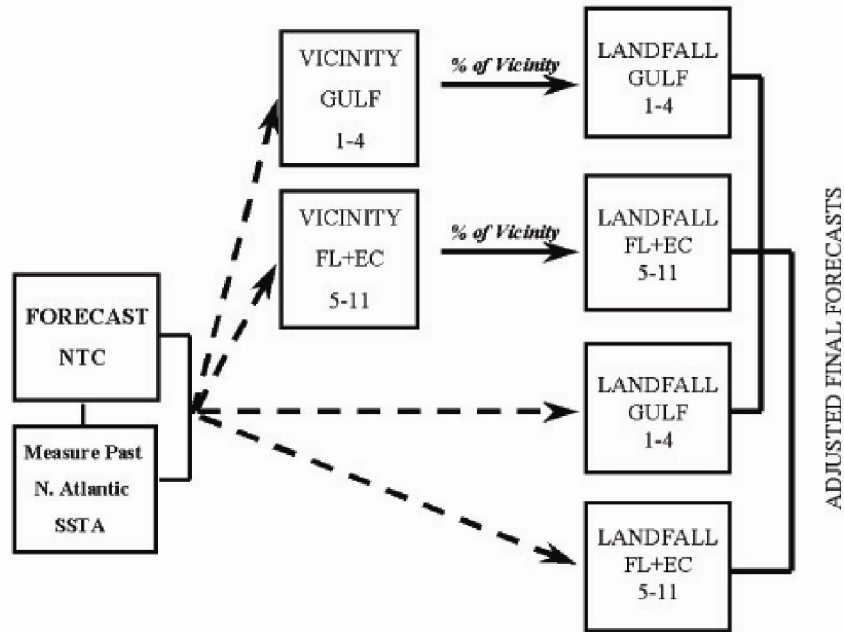 FORECAST
NTC
Measure Past
N. Atlantic
SSTA
VICINITY
GULF
1-4
% of Vicinity
LANDFALL
GULF
1-4
VICINITY
FL+EC
5-11
% of Vicinity
LANDFALL
FL+EC
5-11
LANDFALL
GULF
1-4
LANDFALL
FL+EC
5-11
ADJUSTED FINAL FORECASTS